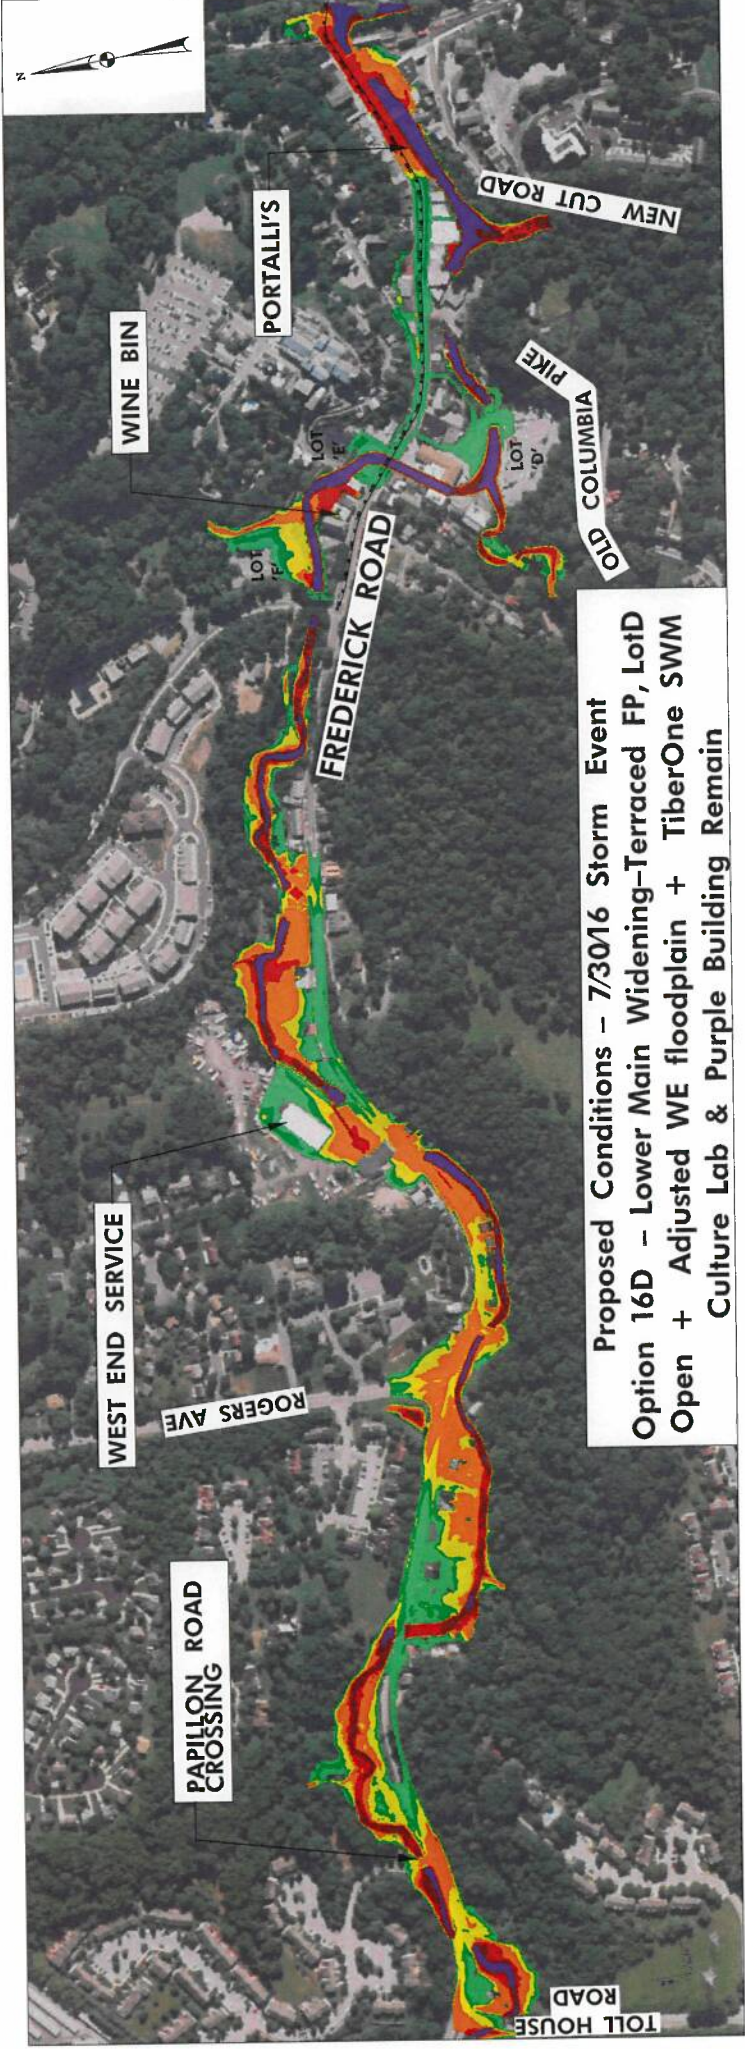 N
PORTALLI'S
NEW CUT ROAD
WINE BIN
LOT
'E'
LOT
'F'
LOT
'D'
OLD COLUMBIA
PIKE
FREDERICK ROAD
WEST END SERVICE
ROGERS AVE
PAPILLON ROAD
CROSSING
TOLL HOUSE
ROAD
Proposed Conditions – 7/30/16 Storm Event
Option 16D – Lower Main Widening–Terraced FP, LotD
Open + Adjusted WE floodplain + TiberOne SWM
Culture Lab & Purple Building Remain